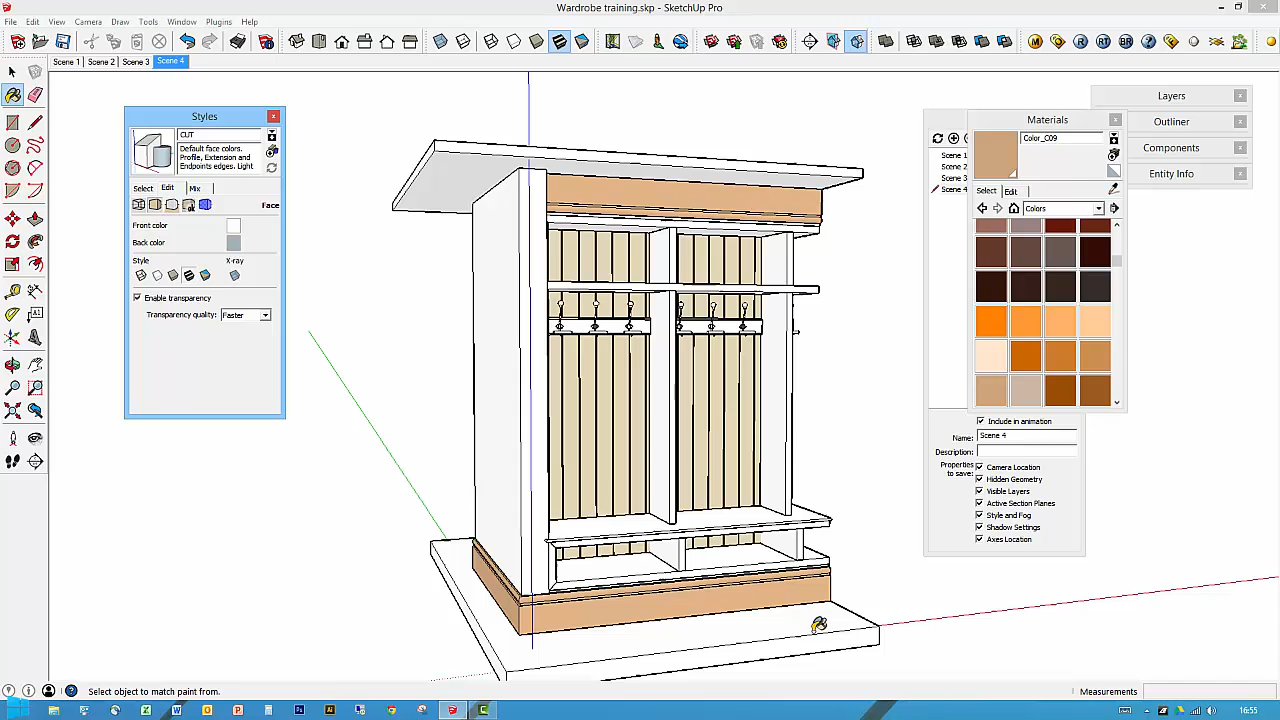 Wardrobe training.skp - SketchUp Pro
File Edit View Camera Draw Tools Window Plugins Help
M Q R RT BR ?
Scene 1 Scene 2 Scene 3 Scene 4
Layers
Outliner
Components
Entity Info
Styles
CUT
Default face colors.
Profile, Extension and
Endpoints edges. Light
Select Edit Mix
Face
Front color
Back color
Style X-ray
Enable transparency
Transparency quality: Faster
Materials
Color_C09
Select Edit
Colors
Scene 1
Scene 2
Scene 3
Scene 4
Include in animation
Name: Scene 4
Description:
Properties to save:
Camera Location
Hidden Geometry
Visible Layers
Active Section Planes
Style and Fog
Shadow Settings
Axes Location
Select object to match paint from.
Measurements
16:55